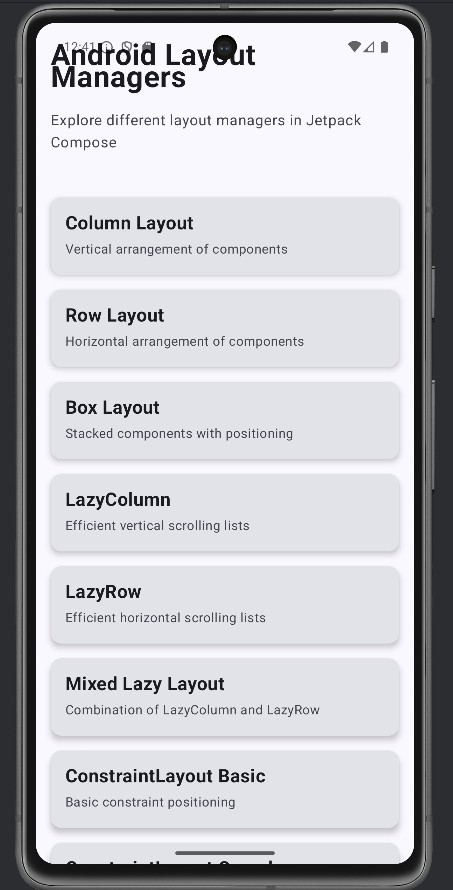 12:41
Android Layout
Managers
Explore different layout managers in Jetpack
Compose
Column Layout
Vertical arrangement of components
Row Layout
Horizontal arrangement of components
Box Layout
Stacked components with positioning
LazyColumn
Efficient vertical scrolling lists
LazyRow
Efficient horizontal scrolling lists
Mixed Lazy Layout
Combination of LazyColumn and LazyRow
ConstraintLayout Basic
Basic constraint positioning